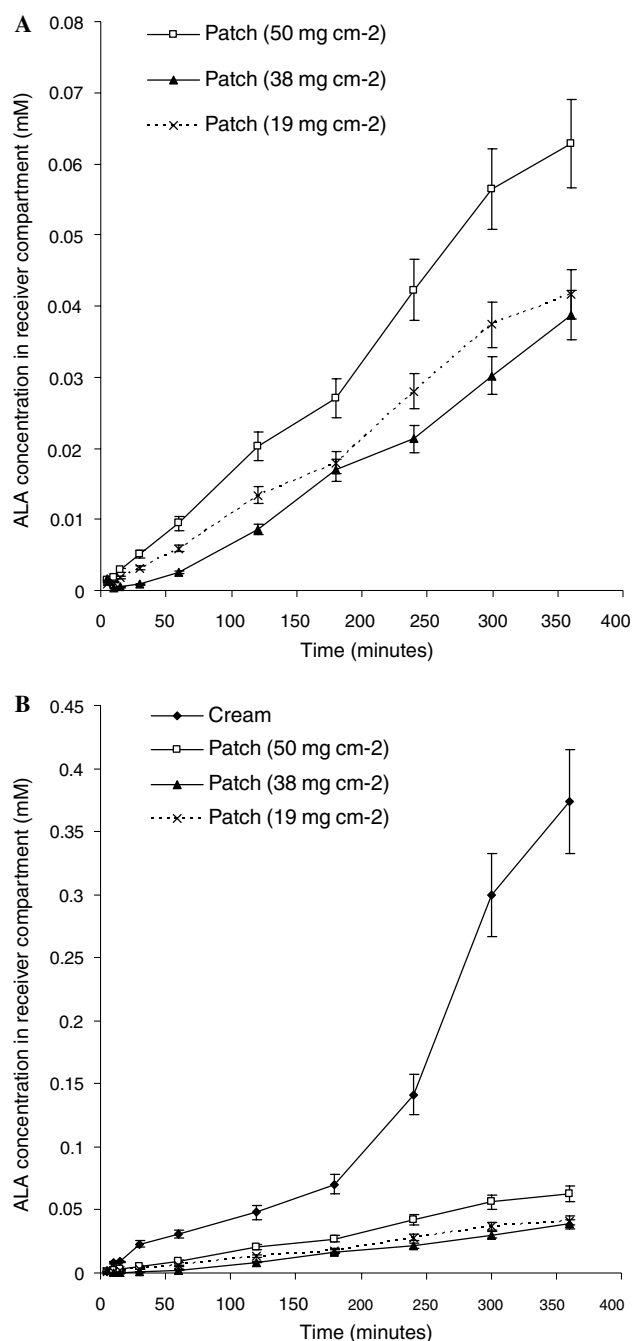 A
Patch (50 mg cm-2)
Patch (38 mg cm-2)
Patch (19 mg cm-2)
ALA concentration in receiver compartment (mM)
0.08
0.07
0.06
0.05
0.04
0.03
0.02
0.01
0
0 50 100 150 200 250 300 350 400
Time (minutes)
B
Cream
Patch (50 mg cm-2)
Patch (38 mg cm-2)
Patch (19 mg cm-2)
ALA concentration in receiver compartment (mM)
0.45
0.4
0.35
0.3
0.25
0.2
0.15
0.1
0.05
0
0 50 100 150 200 250 300 350 400
Time (minutes)